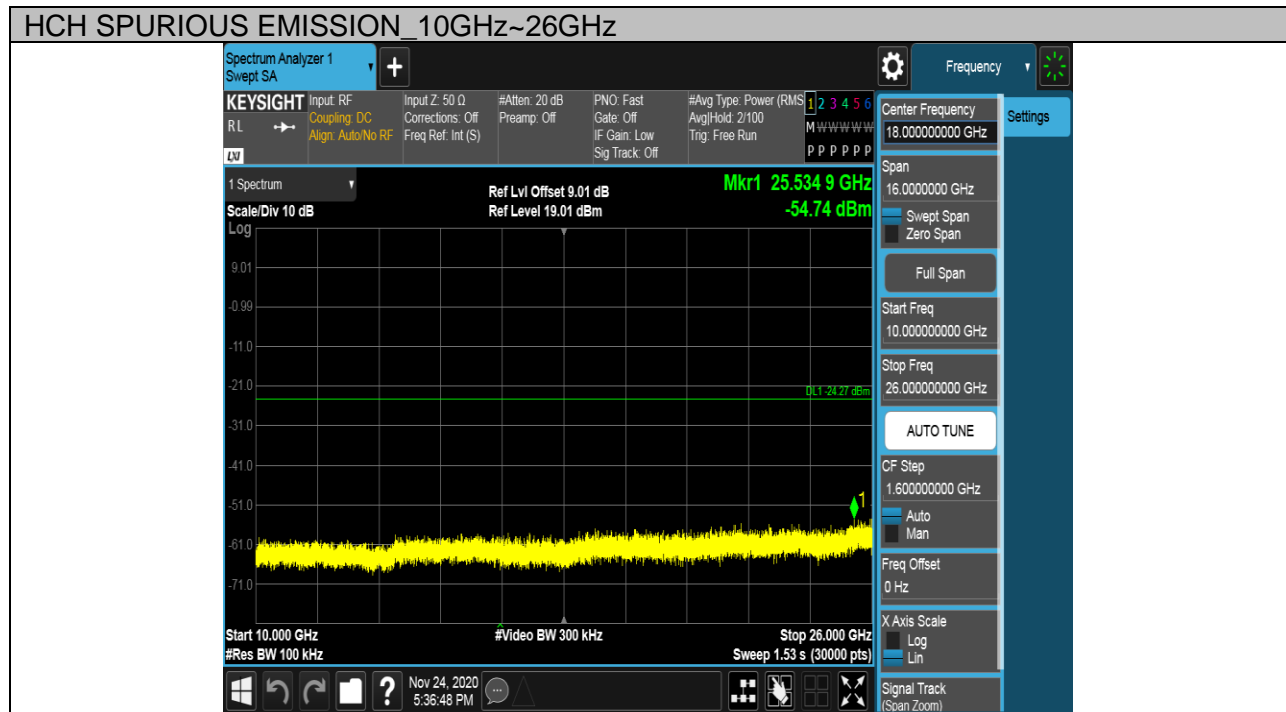 HCH SPURIOUS EMISSION_10GHz~26GHz
Spectrum Analyzer 1
Swept SA
+
Frequency
KEYSIGHT
RL
LXI
Input: RF
Coupling: DC
Align: Auto/No RF
Input Z: 50 Ω
Corrections: Off
Freq Ref: Int (S)
#Atten: 20 dB
Preamp: Off
PNO: Fast
Gate: Off
IF Gain: Low
Sig Track: Off
#Avg Type: Power (RMS
Avg|Hold: 2/100
Trig: Free Run
1 2 3 4 5 6
M W W W W W
P P P P P P
Center Frequency
18.000000000 GHz
Settings
1 Spectrum
Scale/Div 10 dB
Ref Lvl Offset 9.01 dB
Ref Level 19.01 dBm
Mkr1 25.534 9 GHz
-54.74 dBm
Span
16.0000000 GHz
Swept Span
Zero Span
Full Span
Start Freq
10.000000000 GHz
Stop Freq
26.000000000 GHz
AUTO TUNE
CF Step
1.600000000 GHz
Auto
Man
Freq Offset
0 Hz
X Axis Scale
Log
Lin
Signal Track
(Span Zoom)
Log
9.01
-0.99
-11.0
-21.0
-31.0
-41.0
-51.0
-61.0
-71.0
DL1 -24.27 dBm
1
Start 10.000 GHz
#Res BW 100 kHz
#Video BW 300 kHz
Stop 26.000 GHz
Sweep 1.53 s (30000 pts)
?
Nov 24, 2020
5:36:48 PM